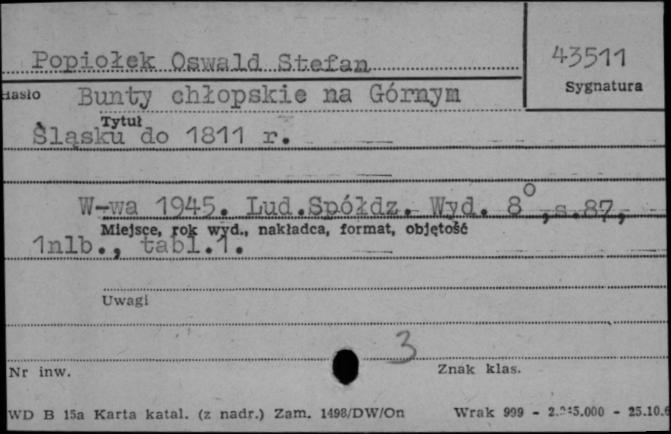 Popiołek Oswald Stefan
43511
Hasło
Sygnatura
Bunty chłopskie na Górnym
Tytuł
Śląsku do 1811 r.
W-wa 1945. Lud.Spółdz. Wyd. 8°,s.87,
Miejsce, rok wyd., nakładca, format, objętość
1nlb., tabl.1.
Uwagi
3
Nr inw.
Znak klas.
WD B 15a Karta katal. (z nadr.) Zam. 1498/DW/On
Wrak 999 - - 25.10.